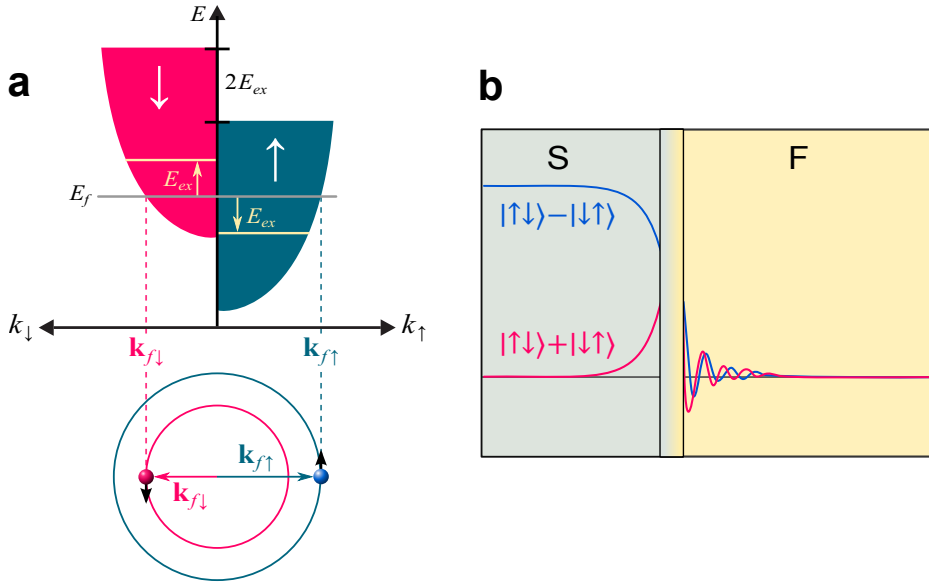 a
E
↓
2E_ex
↑
E_ex
E_f
E_ex
k_↓
k_↑
k_f↓
k_f↑
k_f↑
k_f↓
b
S
F
|↑↓⟩−|↓↑⟩
|↑↓⟩+|↓↑⟩